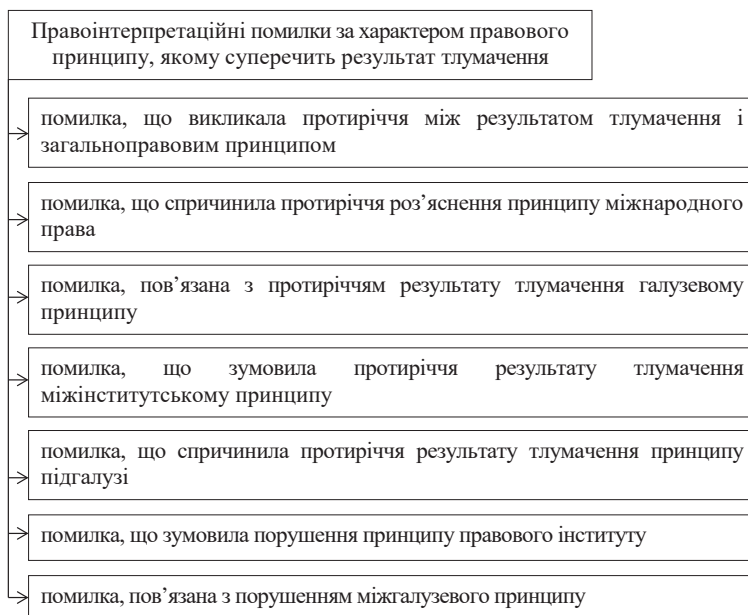 Правоінтерпретаційні помилки за характером правового
принципу, якому суперечить результат тлумачення
помилка, що викликала протиріччя між результатом тлумачення і
загальноправовим принципом
помилка, що спричинила протиріччя роз’яснення принципу міжнародного
права
помилка, пов’язана з протиріччям результату тлумачення галузевому
принципу
помилка, що зумовила протиріччя результату тлумачення
міжінститутському принципу
помилка, що спричинила протиріччя результату тлумачення принципу
підгалузі
помилка, що зумовила порушення принципу правового інституту
помилка, пов’язана з порушенням міжгалузевого принципу